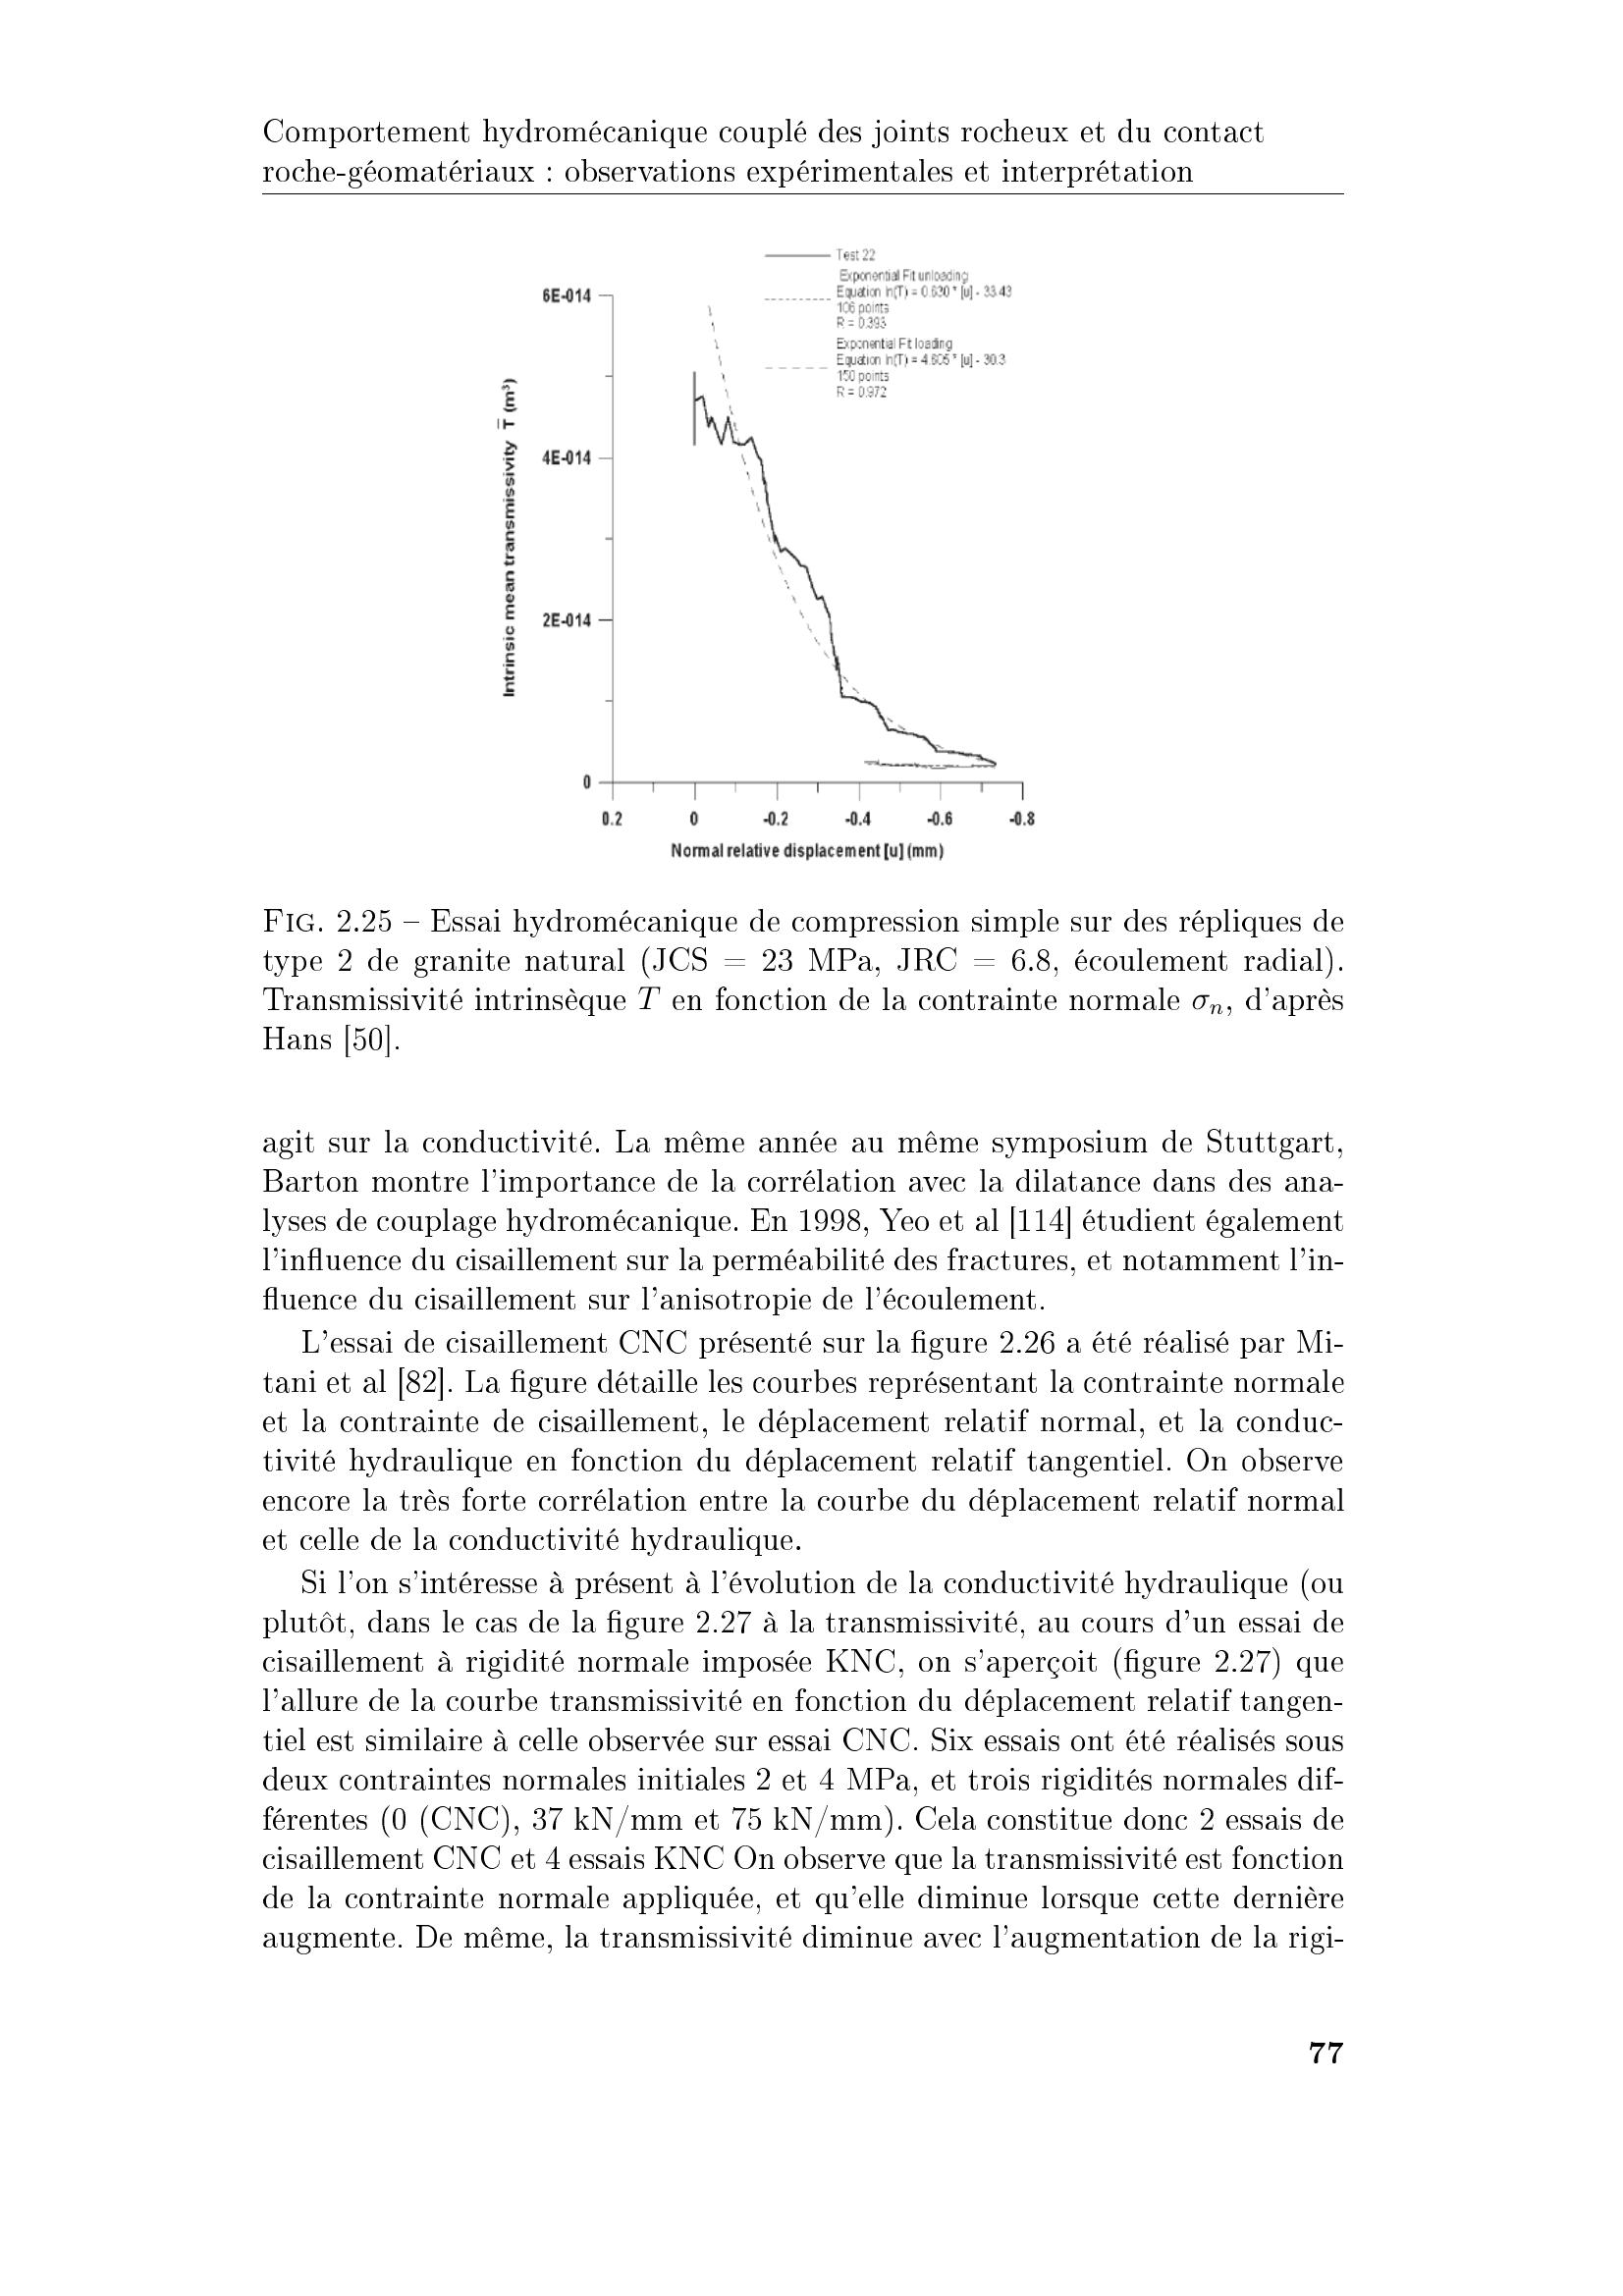 Comportement hydromécanique couplé des joints rocheux et du contact
roche-géomatériaux : observations expérimentales et interprétation
Test 22
Exponential Fit unloading
Equation ln(T) = 0.630 * [u] - 33.43
106 points
R = 0.393
Exponential Fit loading
Equation ln(T) = 4.605 * [u] - 30.3
150 points
R = 0.972
6E-014
4E-014
2E-014
0
Intrinsic mean transmissivity T̅ (m³)
0.2 0 -0.2 -0.4 -0.6 -0.8
Normal relative displacement [u] (mm)
FIG. 2.25 – Essai hydromécanique de compression simple sur des répliques de
type 2 de granite natural (JCS = 23 MPa, JRC = 6.8, écoulement radial).
Transmissivité intrinsèque T en fonction de la contrainte normale σn, d'après
Hans [50].
agit sur la conductivité. La même année au même symposium de Stuttgart,
Barton montre l'importance de la corrélation avec la dilatance dans des ana-
lyses de couplage hydromécanique. En 1998, Yeo et al [114] étudient également
l'influence du cisaillement sur la perméabilité des fractures, et notamment l'in-
fluence du cisaillement sur l'anisotropie de l'écoulement.
L'essai de cisaillement CNC présenté sur la figure 2.26 a été réalisé par Mi-
tani et al [82]. La figure détaille les courbes représentant la contrainte normale
et la contrainte de cisaillement, le déplacement relatif normal, et la conduc-
tivité hydraulique en fonction du déplacement relatif tangentiel. On observe
encore la très forte corrélation entre la courbe du déplacement relatif normal
et celle de la conductivité hydraulique.
Si l'on s'intéresse à présent à l'évolution de la conductivité hydraulique (ou
plutôt, dans le cas de la figure 2.27 à la transmissivité, au cours d'un essai de
cisaillement à rigidité normale imposée KNC, on s'aperçoit (figure 2.27) que
l'allure de la courbe transmissivité en fonction du déplacement relatif tangen-
tiel est similaire à celle observée sur essai CNC. Six essais ont été réalisés sous
deux contraintes normales initiales 2 et 4 MPa, et trois rigidités normales dif-
férentes (0 (CNC), 37 kN/mm et 75 kN/mm). Cela constitue donc 2 essais de
cisaillement CNC et 4 essais KNC On observe que la transmissivité est fonction
de la contrainte normale appliquée, et qu'elle diminue lorsque cette dernière
augmente. De même, la transmissivité diminue avec l'augmentation de la rigi-
77